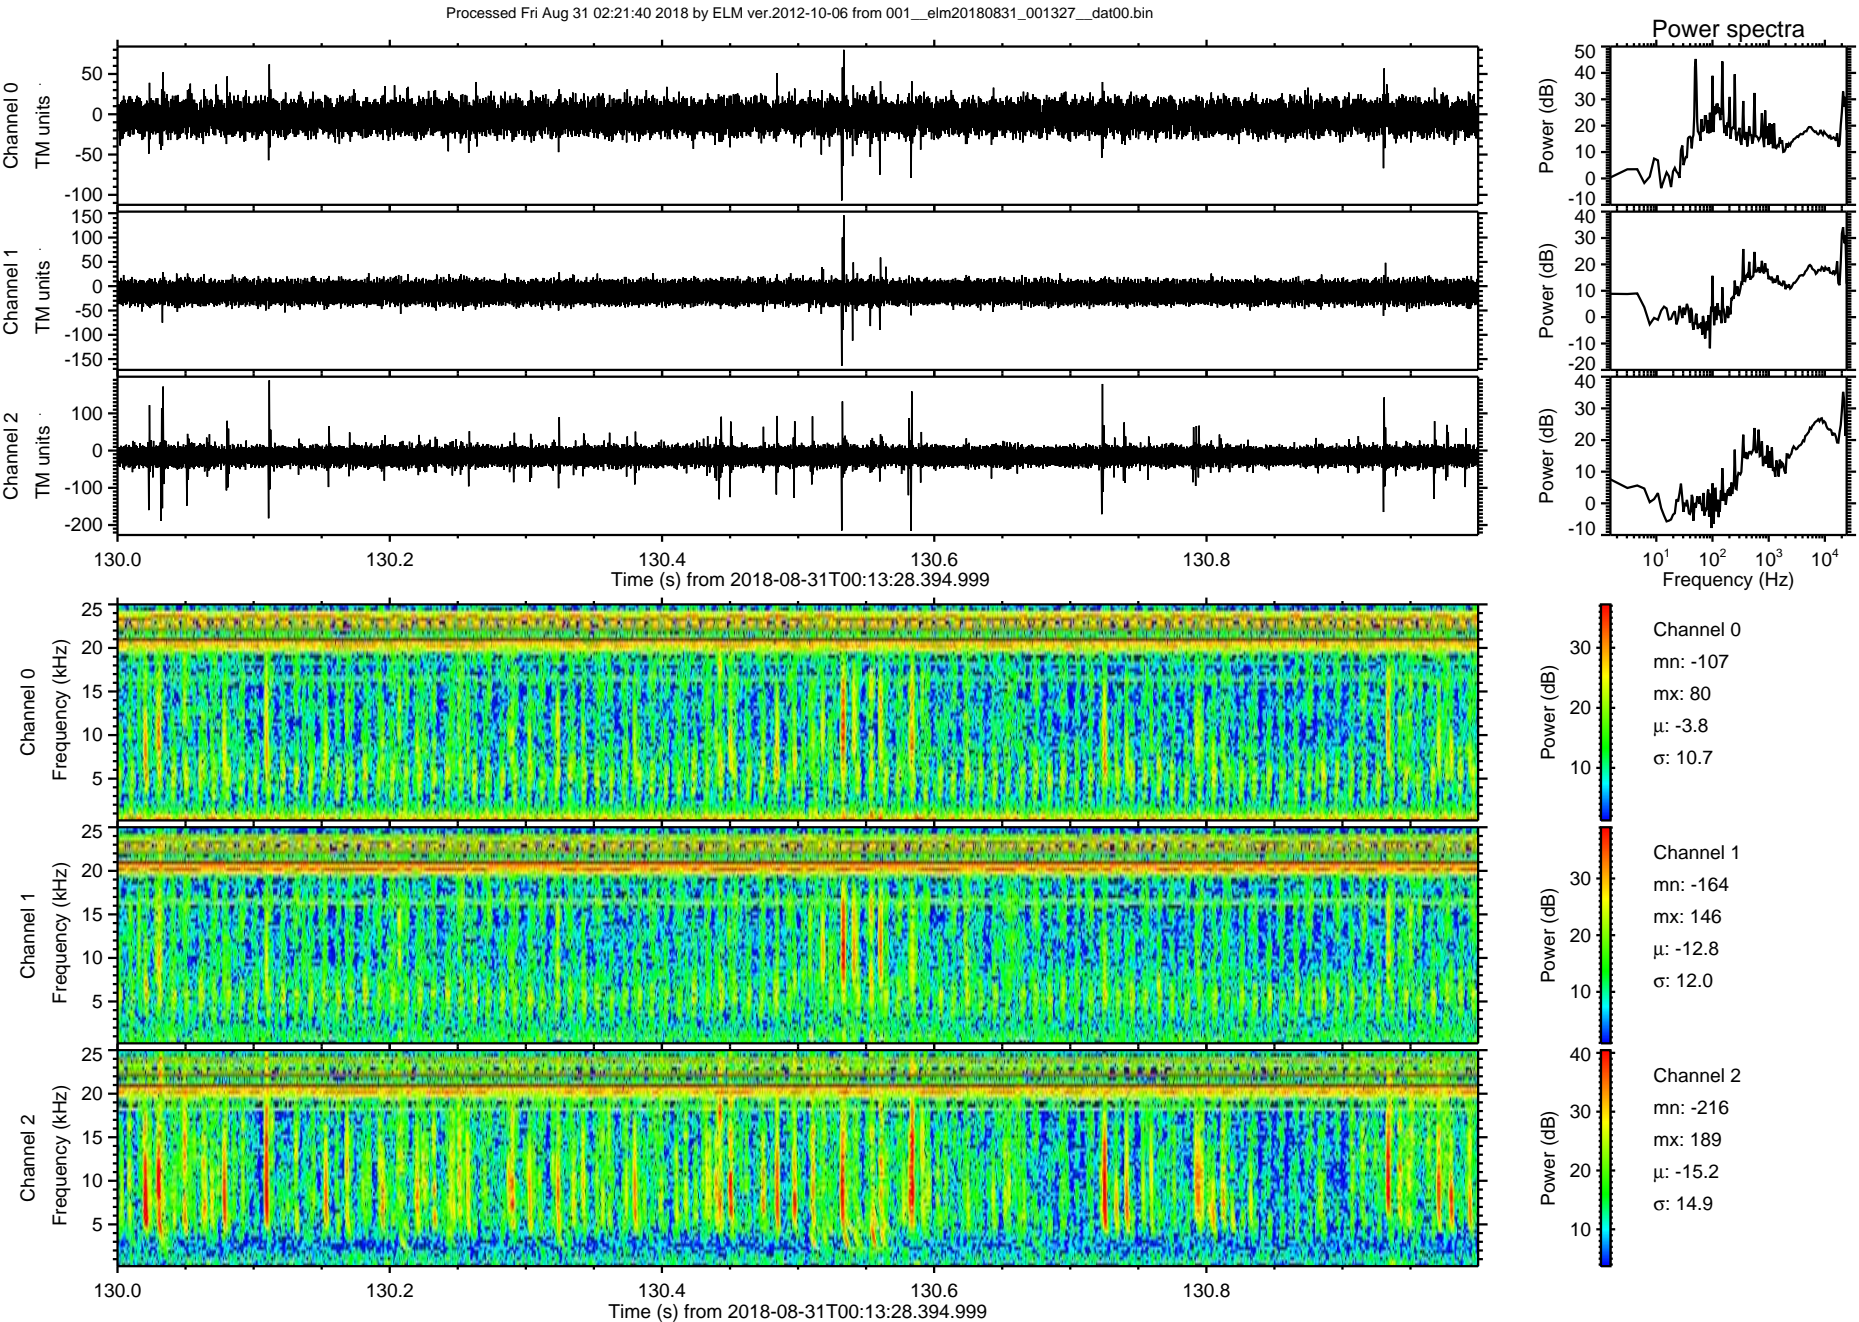 Processed Fri Aug 31 02:21:40 2018 by ELM ver.2012-10-06 from 001__elm20180831_001327__dat00.bin
Power spectra
Channel 0
TM units
50
0
-50
-100
Power (dB)
50
40
30
20
10
0
-10
Channel 1
TM units
150
100
50
0
-50
-100
-150
Power (dB)
40
30
20
10
0
-10
-20
Channel 2
TM units
100
0
-100
-200
Power (dB)
40
30
20
10
0
-10
130.0 130.2 130.4 130.6 130.8
Time (s) from 2018-08-31T00:13:28.394.999
10¹ 10² 10³ 10⁴
Frequency (Hz)
Channel 0
Frequency (kHz)
25
20
15
10
5
Power (dB)
30
20
10
Channel 0
mn: -107
mx: 80
μ: -3.8
σ: 10.7
Channel 1
Frequency (kHz)
25
20
15
10
5
Power (dB)
30
20
10
Channel 1
mn: -164
mx: 146
μ: -12.8
σ: 12.0
Channel 2
Frequency (kHz)
25
20
15
10
5
Power (dB)
40
30
20
10
Channel 2
mn: -216
mx: 189
μ: -15.2
σ: 14.9
130.0 130.2 130.4 130.6 130.8
Time (s) from 2018-08-31T00:13:28.394.999